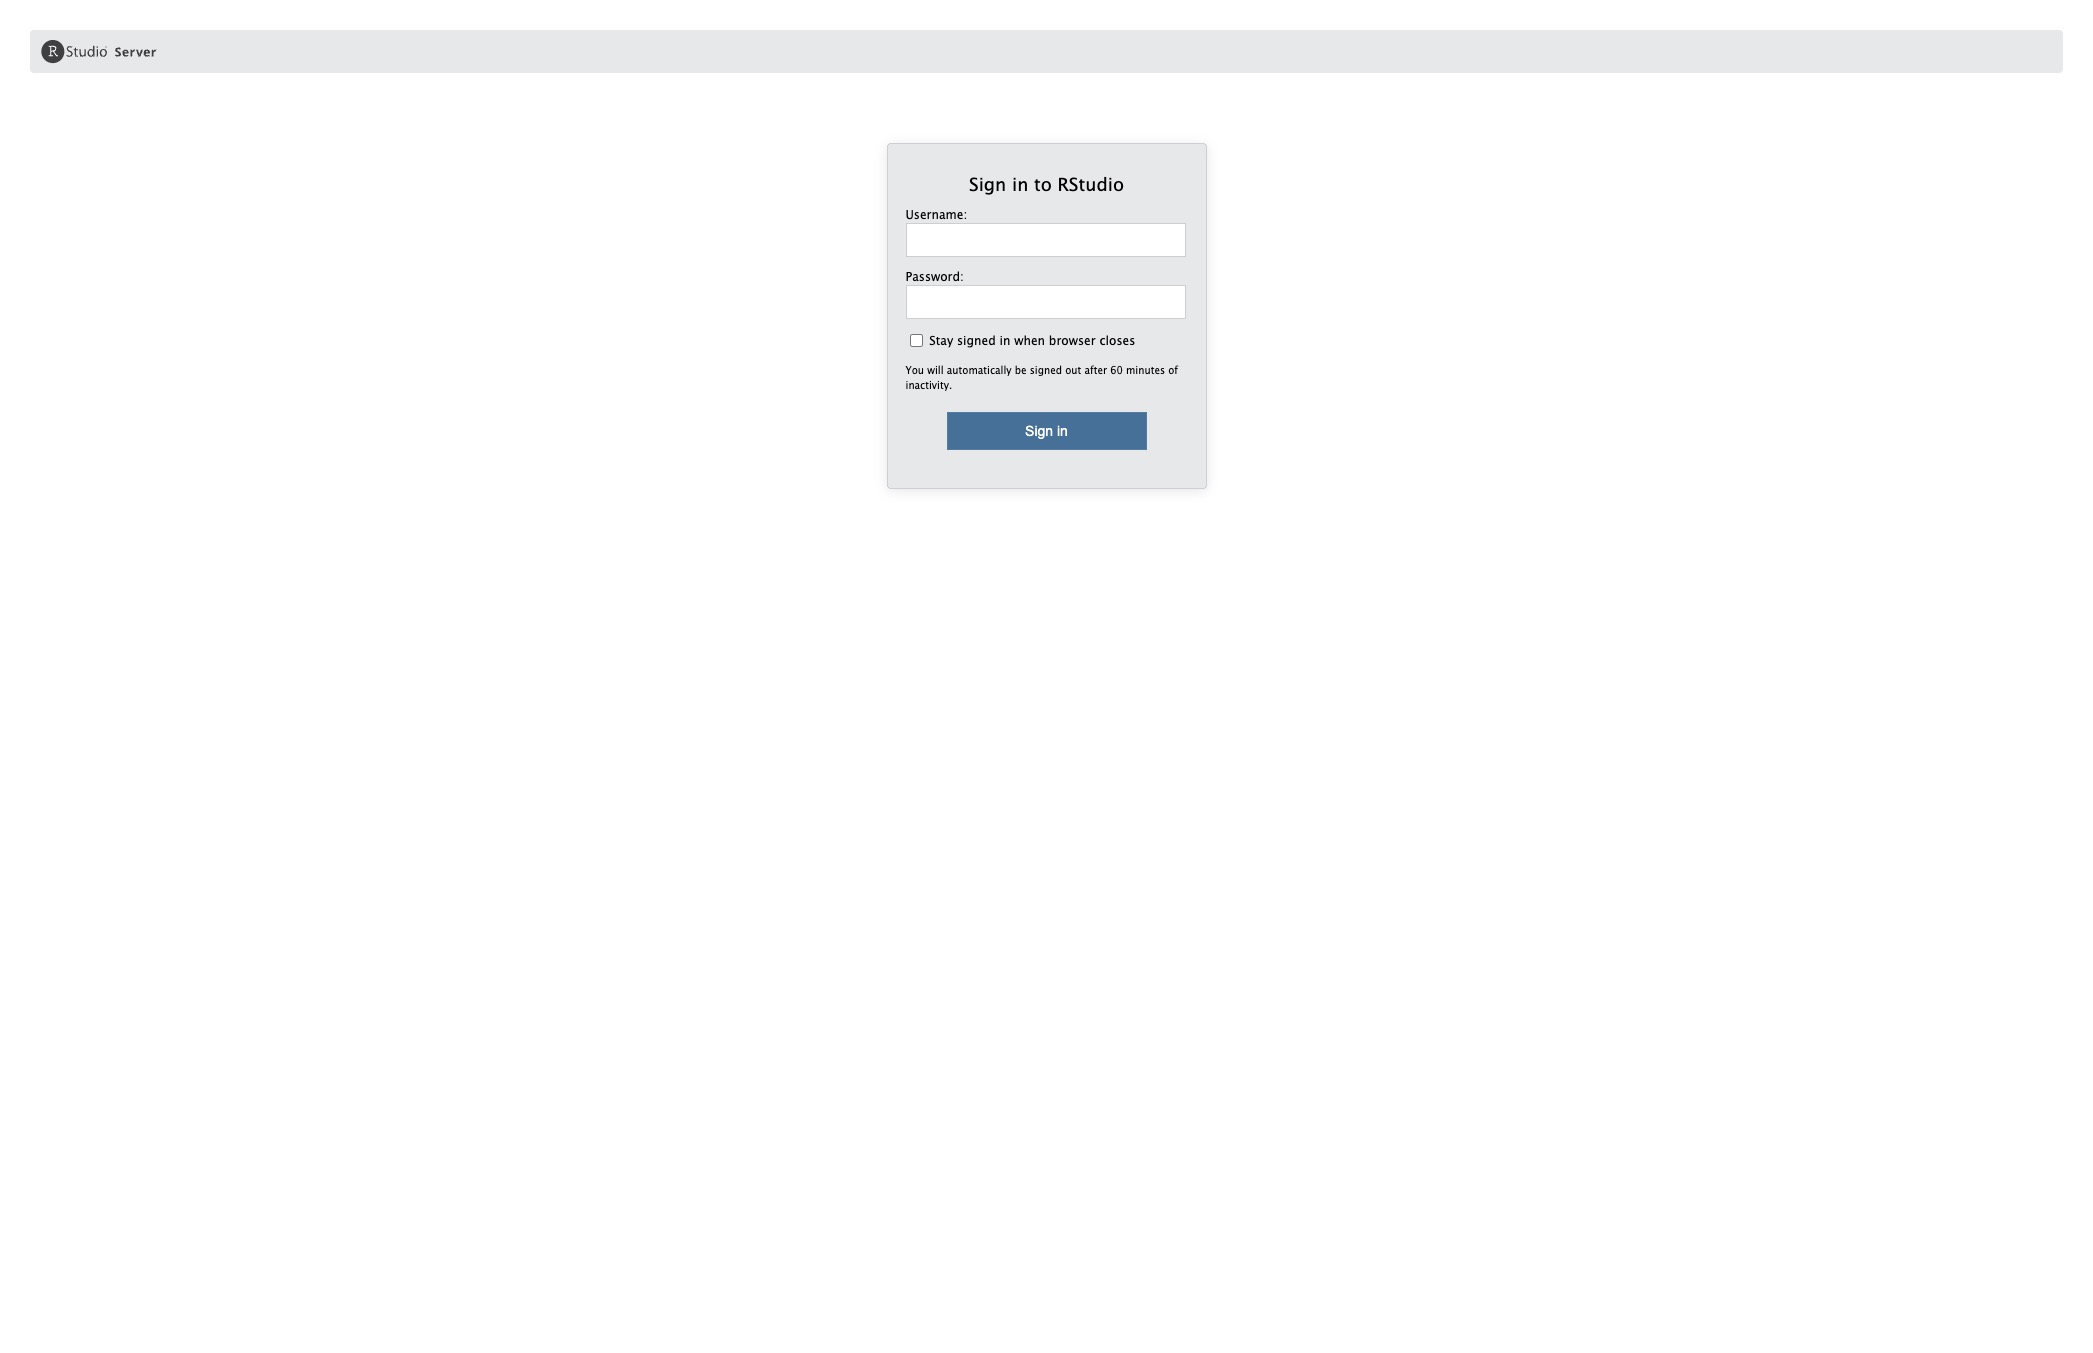 RStudio Server
Sign in to RStudio
Username:
Password:
Stay signed in when browser closes
You will automatically be signed out after 60 minutes of
inactivity.
Sign in